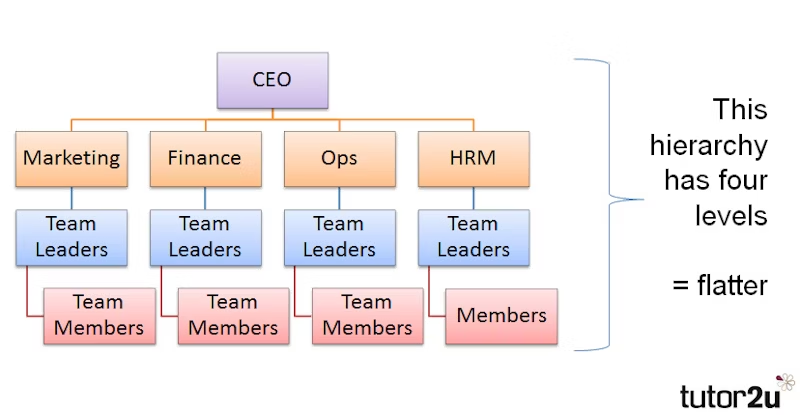 CEO
Marketing
Finance
Ops
HRM
Team
Leaders
Team
Leaders
Team
Leaders
Team
Leaders
Team
Members
Team
Members
Team
Members
Members
This
hierarchy
has four
levels
= flatter
tutor2u